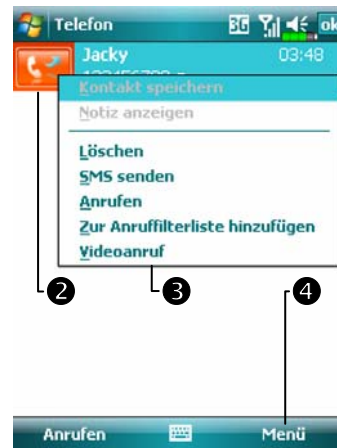 Telefon 3G ok
Jacky 03:48
Kontakt speichern
Notiz anzeigen
Löschen
SMS senden
Anrufen
Zur Anruffilterliste hinzufügen
Videoanruf
2 3 4
Anrufen Menü